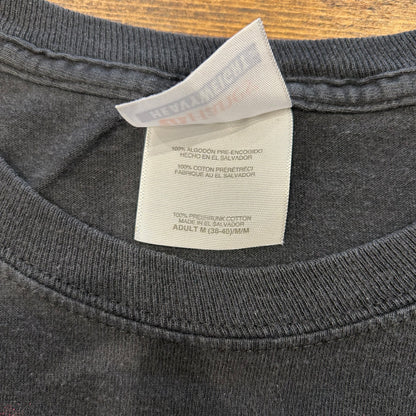 HEAVYWEIGHT
100% ALGODÓN PRE-ENCOGIDO
HECHO EN EL SALVADOR
100% COTON PRÉRÉTRÉCI
FABRIQUÉ AU EL SALVADOR
100% PRESHRUNK COTTON
MADE IN EL SALVADOR
ADULT M (38-40)/M/M